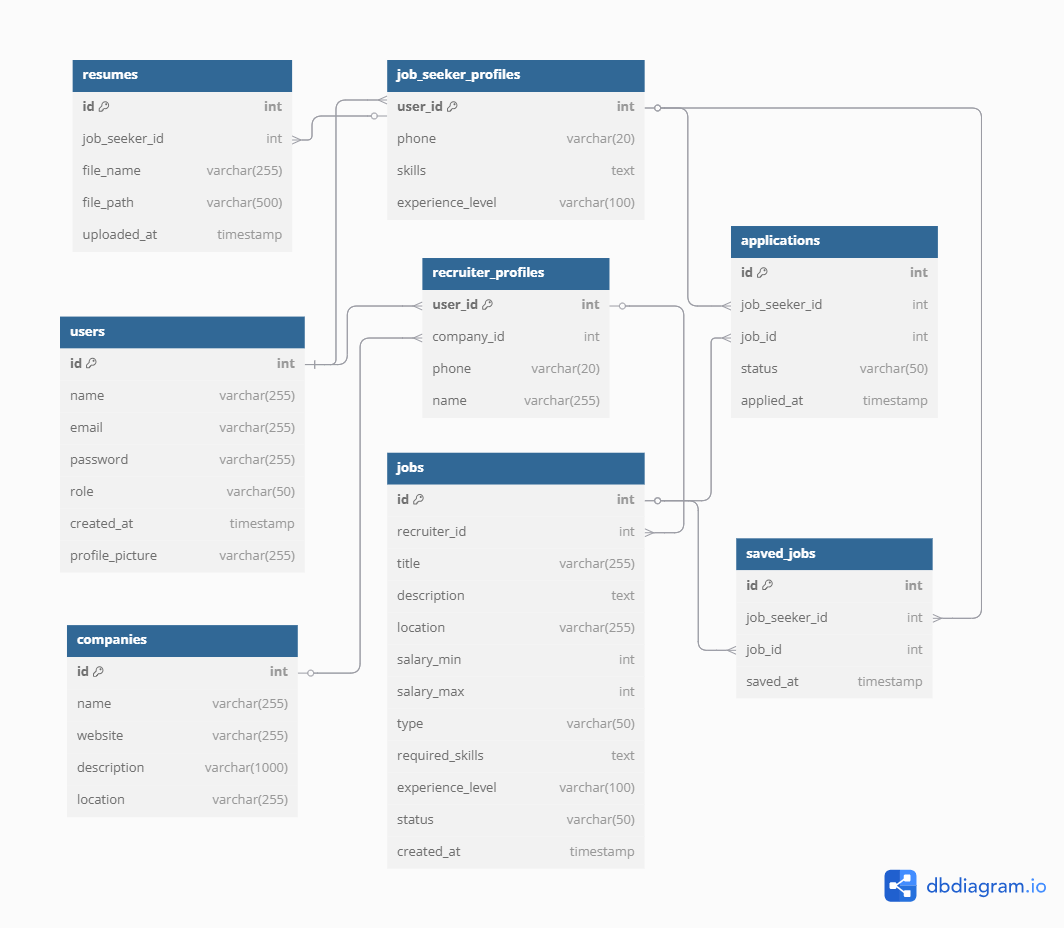 resumes
id int
job_seeker_id int
file_name varchar(255)
file_path varchar(500)
uploaded_at timestamp
job_seeker_profiles
user_id int
phone varchar(20)
skills text
experience_level varchar(100)
applications
id int
job_seeker_id int
job_id int
status varchar(50)
applied_at timestamp
recruiter_profiles
user_id int
company_id int
phone varchar(20)
name varchar(255)
users
id int
name varchar(255)
email varchar(255)
password varchar(255)
role varchar(50)
created_at timestamp
profile_picture varchar(255)
jobs
id int
recruiter_id int
title varchar(255)
description text
location varchar(255)
salary_min int
salary_max int
type varchar(50)
required_skills text
experience_level varchar(100)
status varchar(50)
created_at timestamp
saved_jobs
id int
job_seeker_id int
job_id int
saved_at timestamp
companies
id int
name varchar(255)
website varchar(255)
description varchar(1000)
location varchar(255)
dbdiagram.io